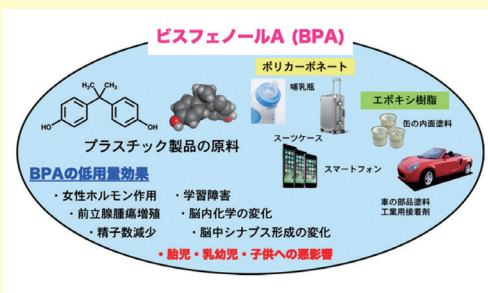 ビスフェノールA (BPA)
ポリカーボネート
哺乳瓶
エポキシ樹脂
H₃C CH₃
HO OH
缶の内面塗料
スーツケース
プラスチック製品の原料
スマートフォン
BPAの低用量効果
・女性ホルモン作用 ・学習障害
車の部品塗料
工業用接着剤
・前立腺腫瘍増殖 ・脳内化学の変化
・精子数減少 ・脳中シナプス形成の変化
・胎児・乳幼児・子供への悪影響